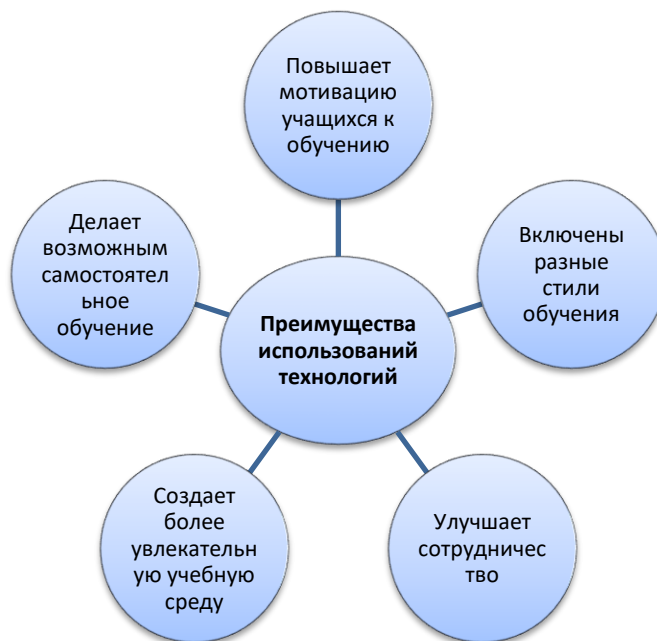 Повышает
мотивацию
учащихся к
обучению
Делает
возможным
самостоятел
ьное
обучение
Включены
разные
стили
обучения
Преимущества
использований
технологий
Создает
более
увлекательн
ую учебную
среду
Улучшает
сотрудничес
тво